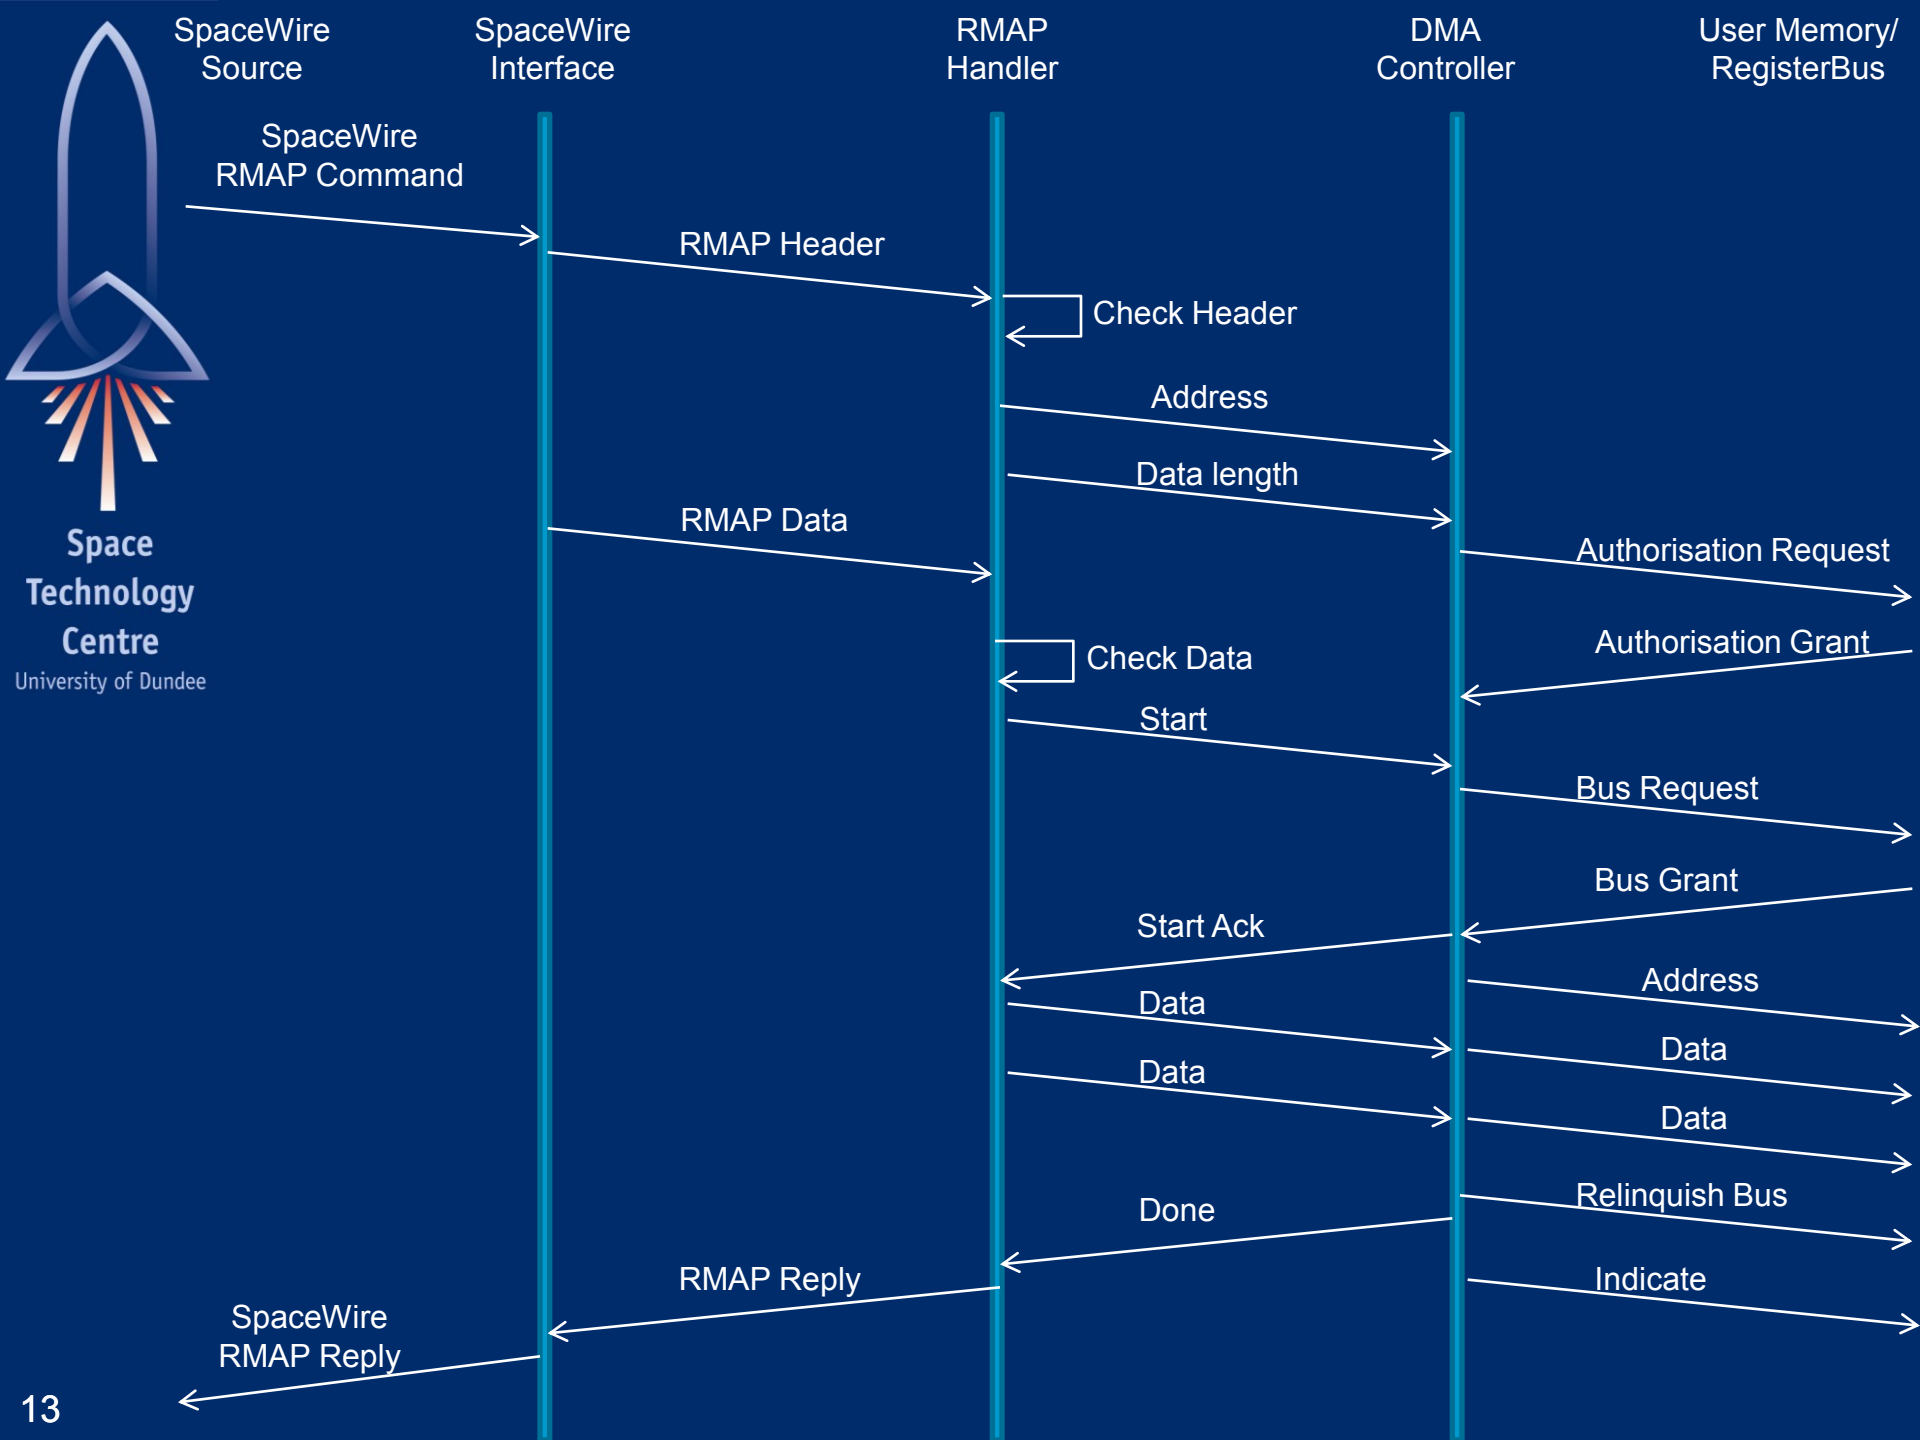 SpaceWire
Source
SpaceWire
Interface
RMAP
Handler
DMA
Controller
User Memory/
RegisterBus
SpaceWire
RMAP Command
RMAP Header
Check Header
Address
Data length
RMAP Data
Space
Technology
Centre
University of Dundee
Authorisation Request
Authorisation Grant
Check Data
Start
Bus Request
Bus Grant
Start Ack
Address
Data
Data
Data
Data
Relinquish Bus
Done
RMAP Reply
Indicate
SpaceWire
RMAP Reply
13